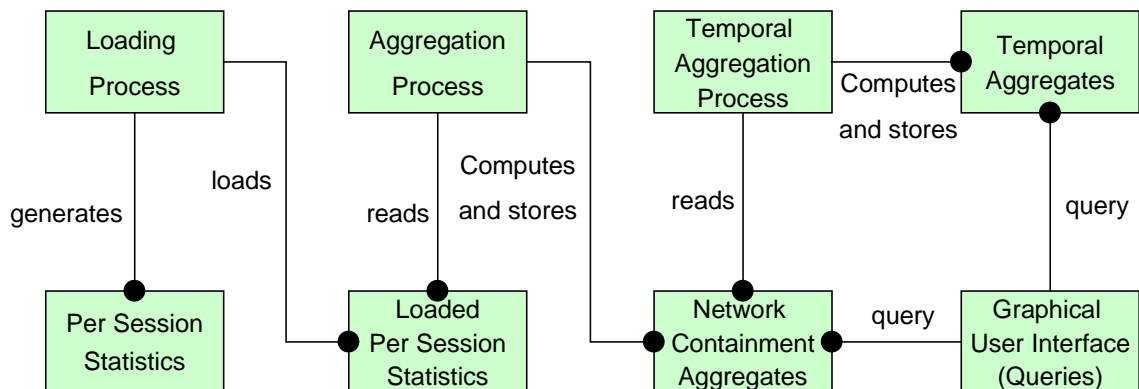 Loading
Process
Aggregation
Process
Temporal
Aggregation
Process
Temporal
Aggregates
Computes
and stores
generates
loads
reads
Computes
and stores
reads
query
Per Session
Statistics
Loaded
Per Session
Statistics
Network
Containment
Aggregates
query
Graphical
User Interface
(Queries)